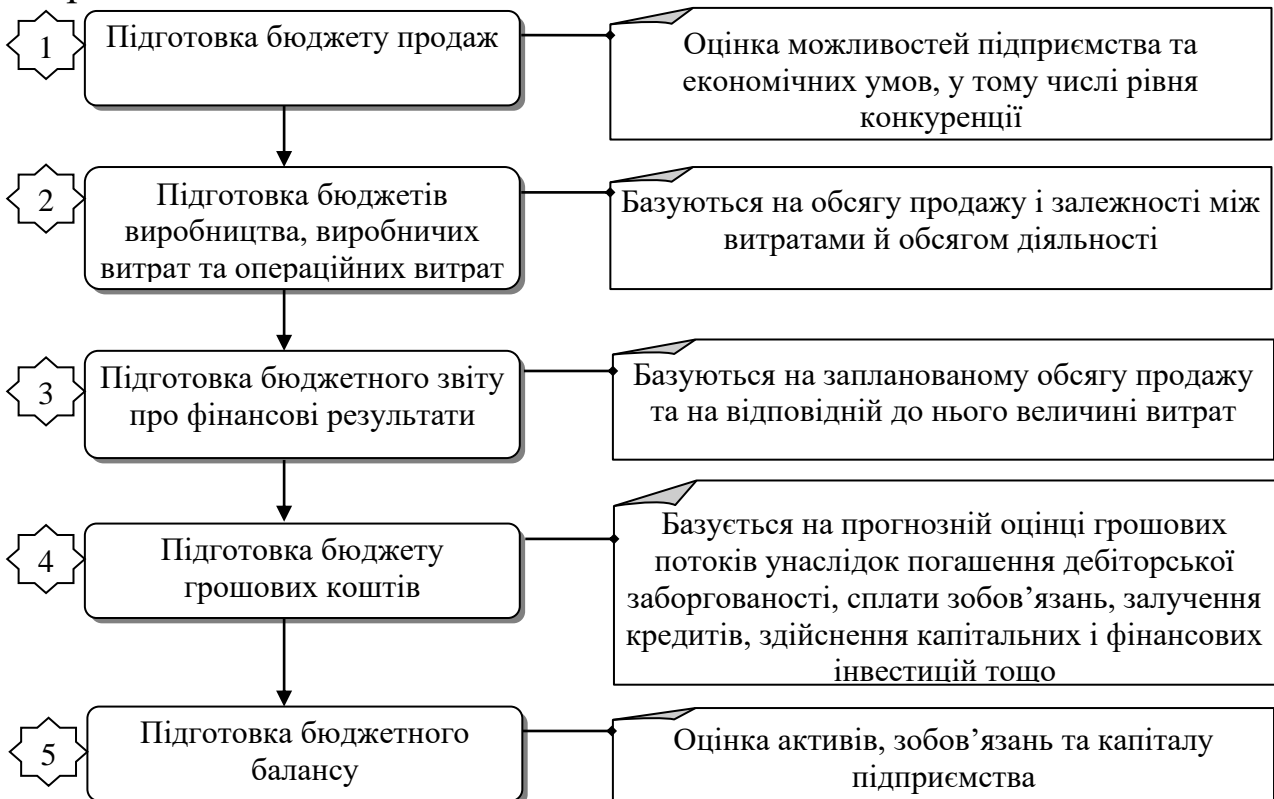 1
Підготовка бюджету продаж
Оцінка можливостей підприємства та
економічних умов, у тому числі рівня
конкуренції
2
Підготовка бюджетів
виробництва, виробничих
витрат та операційних витрат
Базуються на обсягу продажу і залежності між
витратами й обсягом діяльності
3
Підготовка бюджетного звіту
про фінансові результати
Базуються на запланованому обсягу продажу
та на відповідній до нього величині витрат
4
Підготовка бюджету
грошових коштів
Базується на прогнозній оцінці грошових
потоків унаслідок погашення дебіторської
заборгованості, сплати зобов’язань, залучення
кредитів, здійснення капітальних і фінансових
інвестицій тощо
5
Підготовка бюджетного
балансу
Оцінка активів, зобов’язань та капіталу
підприємства